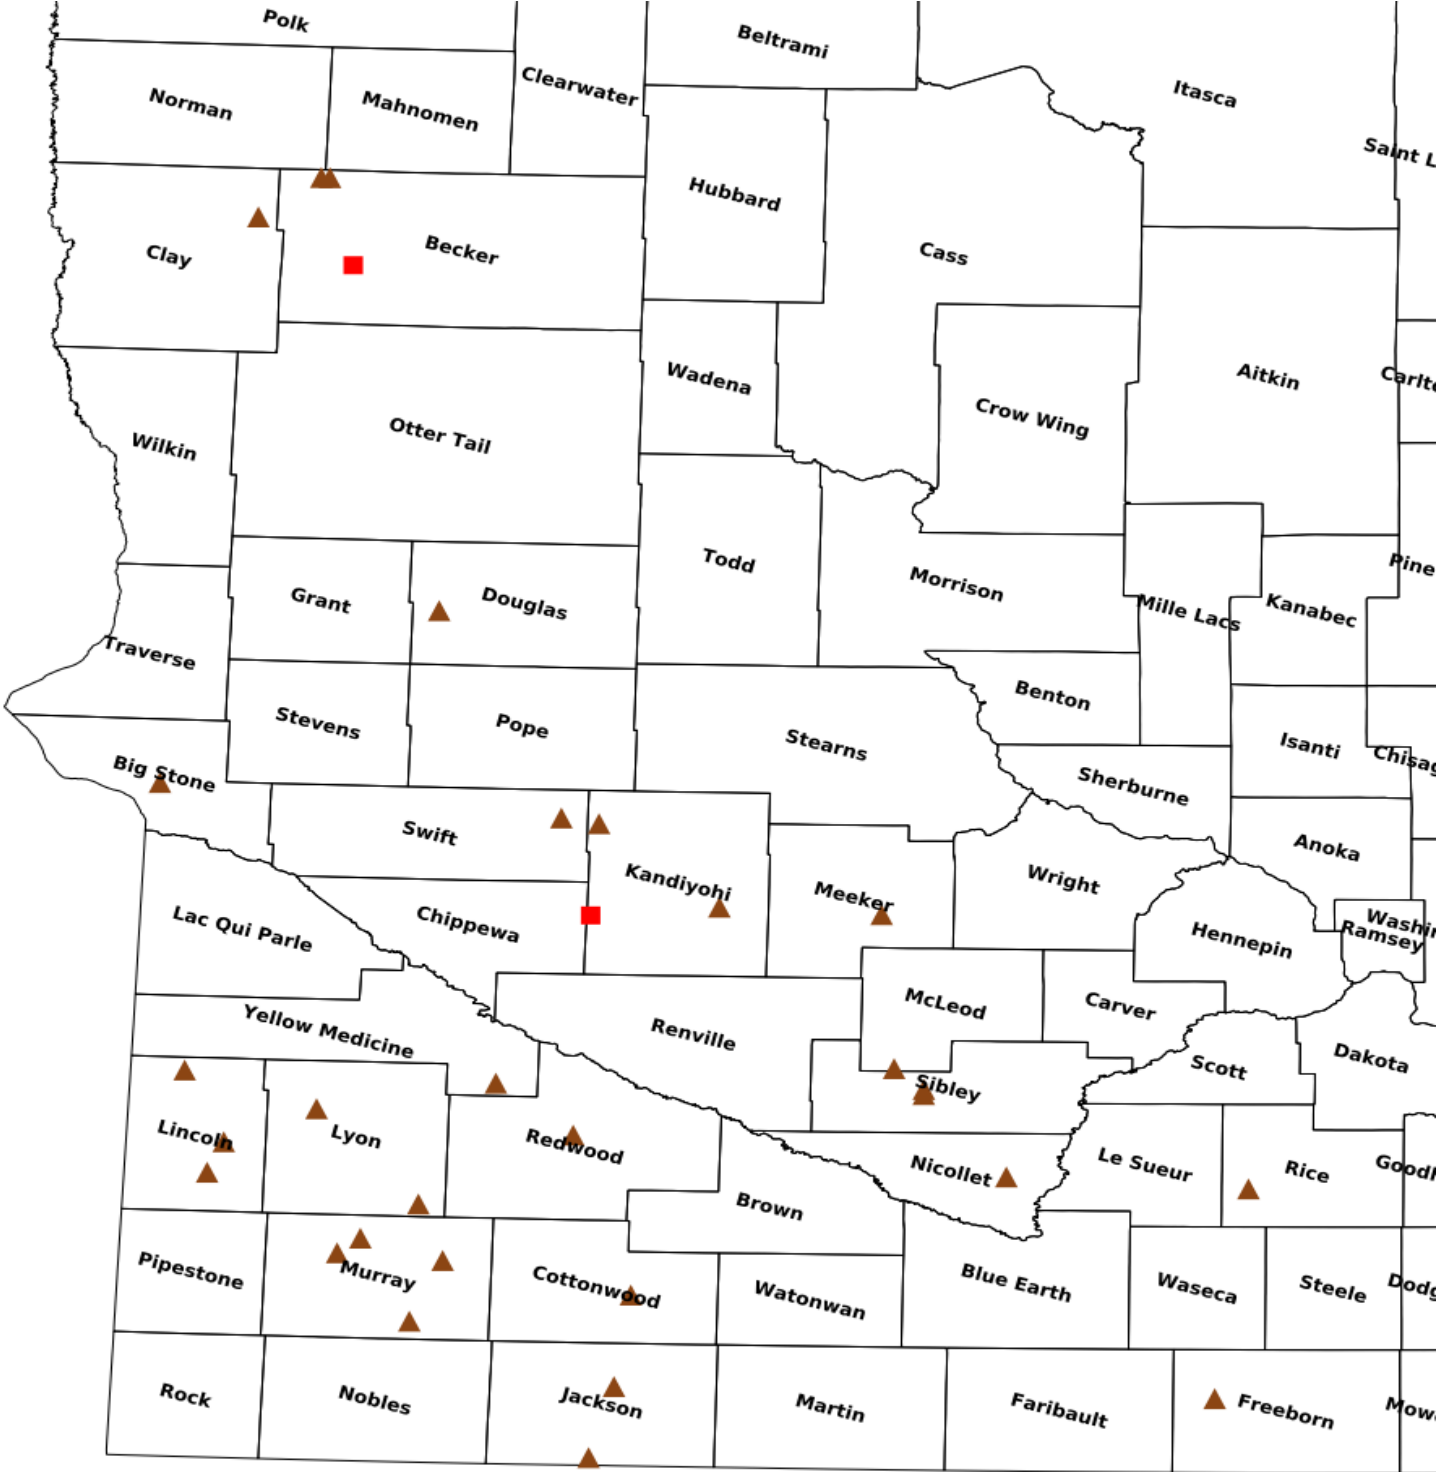 Polk
Beltrami
Clearwater
Itasca
Norman
Mahnomen
Saint L
Hubbard
Clay
Becker
Cass
Wadena
Aitkin
Carlto
Crow Wing
Otter Tail
Wilkin
Todd
Morrison
Pine
Grant
Douglas
Mille Lacs
Kanabec
Traverse
Benton
Stevens
Pope
Stearns
Isanti
Chisag
Big Stone
Sherburne
Swift
Anoka
Kandiyohi
Meeker
Wright
Lac Qui Parle
Chippewa
Hennepin
Washin
Ramsey
Yellow Medicine
Renville
McLeod
Carver
Scott
Dakota
Sibley
Lincoln
Lyon
Redwood
Nicollet
Le Sueur
Rice
Goodh
Brown
Pipestone
Murray
Cottonwood
Watonwan
Blue Earth
Waseca
Steele
Dodg
Rock
Nobles
Jackson
Martin
Faribault
Freeborn
Mowe